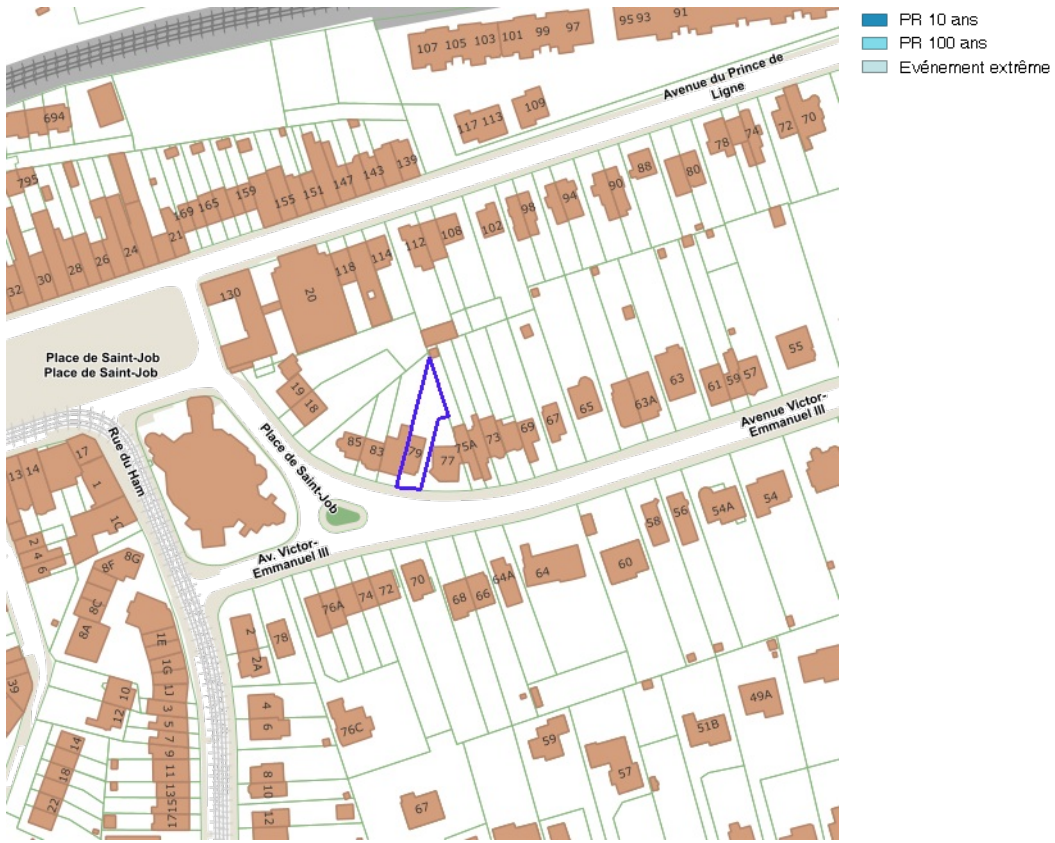 PR 10 ans
PR 100 ans
Evénement extrême
107 105 103 101 99 97
95 93 91
694
117 113 109
Avenue du Prince de
Ligne
78 74 72 70
795
169 165 159 155 151 147 143 139
88 80
32 30 28 26 24 21
112 108 102 98 94 90
130 20 118 114
Place de Saint-Job
Place de Saint-Job
19 18
85 83 79 77 75A 73 69 67 65 63A 63 61 59 57 55
Avenue Victor-
Emmanuel III
Place de Saint-Job
Rue du Ham
13 14 17 1 1C
2 4 6
8F 8G 8C 8A
Av. Victor-
Emmanuel III
76A 74 72 70 68 66 64A 64 60 58 56 54A 54
2 2A 78
1E 1G 1J 3 5 7 9 11 13 15 17
39
10 12
14 18 22
4 6
8 10 12
76C
59 57 51B 49A
67